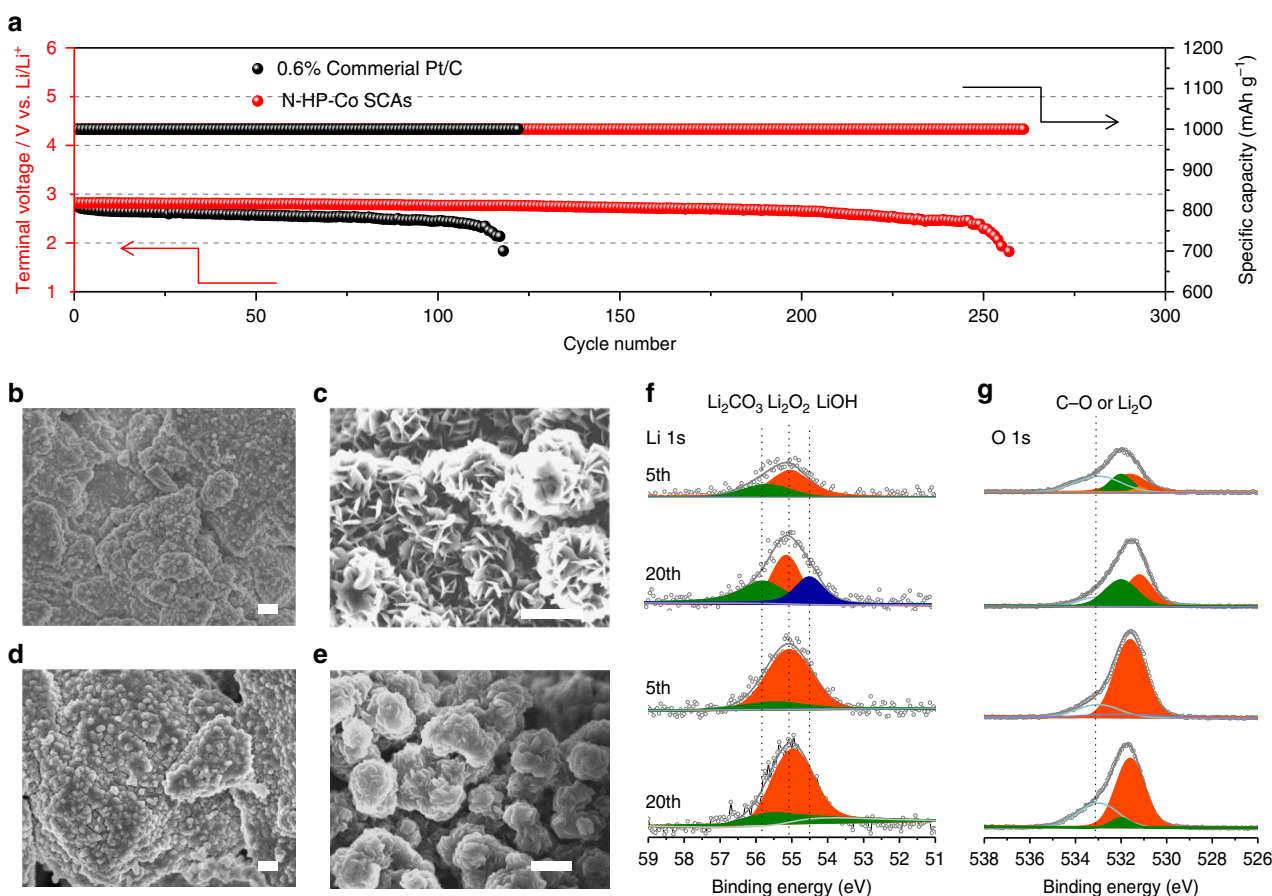 a
Terminal voltage / V vs. Li/Li⁺
6
5
4
3
2
1
0.6% Commerial Pt/C
N-HP-Co SCAs
1200
1100
1000
900
800
700
600
Specific capacity (mAh g⁻¹)
0 50 100 150 200 250 300
Cycle number
b
c
d
e
f
Li₂CO₃ Li₂O₂ LiOH
Li 1s
5th
20th
5th
20th
59 57 55 53 52 51
Binding energy (eV)
g
C–O or Li₂O
O 1s
538 536 534 532 530 528 526
Binding energy (eV)